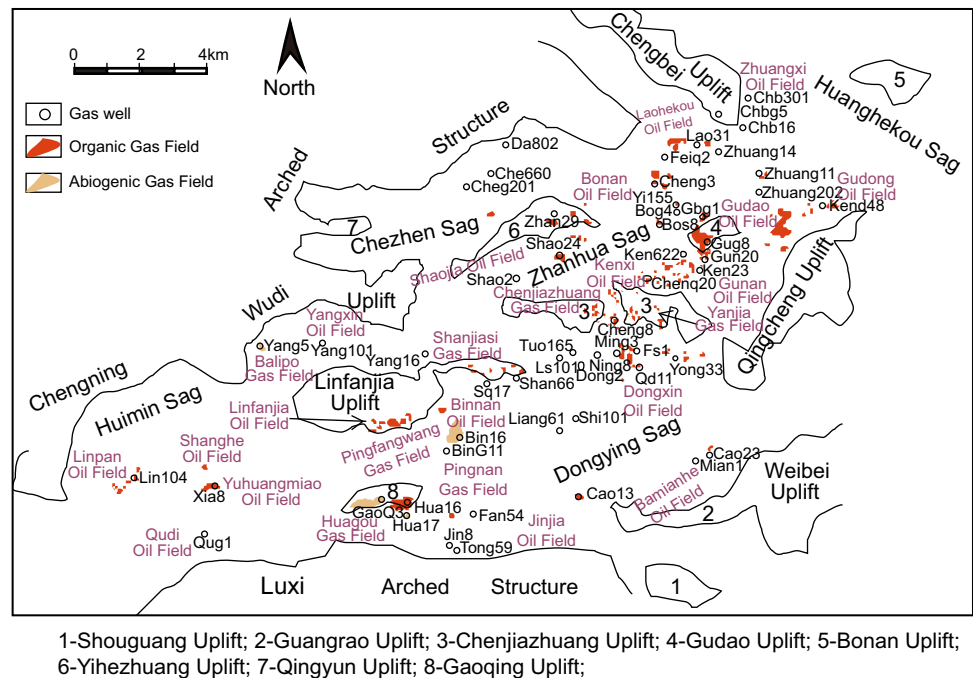 0 2 4km
North
Gas well
Organic Gas Field
Abiogenic Gas Field
Chengbei
Uplift
Zhuangxi
Oil Field
5
Huanghekou Sag
Chb301
Chbg5
Chb16
Laohekou
Oil Field
Lao31
Zhuang14
Feiq2
Arched
Structure
Da802
Che660
Cheg201
Bonan
Oil Field
Cheng3
Zhuang11
Zhuang202
Gudong
Oil Field
Kend48
Yi155
Gbg1
Bog48
Bos8
Gudao
Oil Field
4
7
Chezhen Sag
6
Zhan29
Shao24
Zhanhua Sag
Gug8
Gun20
Ken622
Ken23
Kenxi
Oil Field
Chenq20
Gunan
Oil Field
Shaojia Oil Field
Shao2
Qingcheng Uplift
Wudi
Uplift
Chenjiazhuang
Gas Field
3
3
Yanjia
Gas Field
Cheng8
Yangxin
Oil Field
Yang5
Yang101
Balipo
Gas Field
Yang16
Shanjiasi
Gas Field
Tuo165
Ming3
Fs1
Ls101
Ning8
Dong2
Qd11
Yong33
Chengning
Huimin Sag
Linfanjia
Uplift
Sq17
Shan66
Dongxin
Oil Field
Linfanjia
Oil Field
Binnan
Oil Field
Bin16
BinG11
Liang61
Shi101
Pingfangwang
Gas Field
Dongying Sag
Shanghe
Oil Field
Linpan
Oil Field
Lin104
Xia8
Yuhuangmiao
Oil Field
Pingnan
Gas Field
Cao23
Mian1
Weibei
Uplift
Bamianhe
Oil Field
2
Cao13
8
GaoQ3
Hua16
Hua17
Huagou
Gas Field
Fan54
Jinjia
Oil Field
Qudi
Oil Field
Qug1
Jin8
Tong59
Luxi Arched Structure
1
1-Shouguang Uplift; 2-Guangrao Uplift; 3-Chenjiazhuang Uplift; 4-Gudao Uplift; 5-Bonan Uplift;
6-Yihezhuang Uplift; 7-Qingyun Uplift; 8-Gaoqing Uplift;